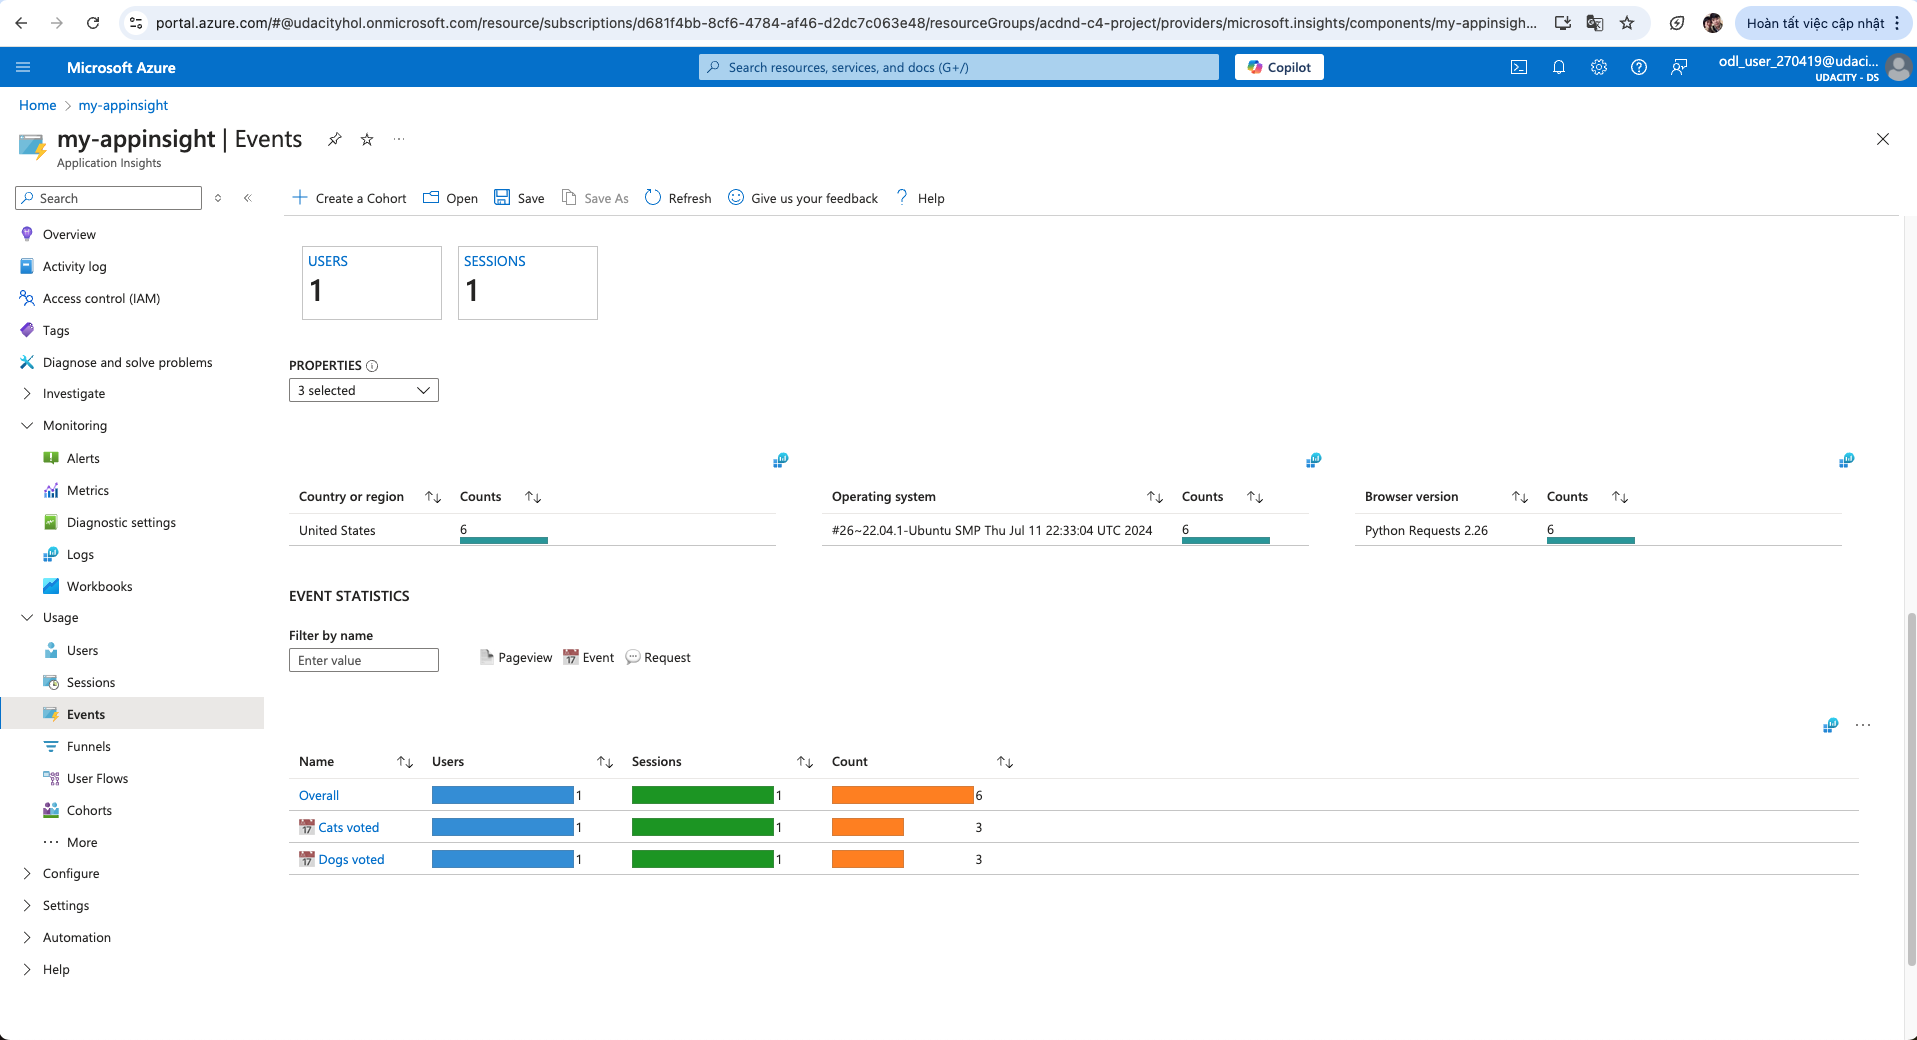 portal.azure.com/#@udacityhol.onmicrosoft.com/resource/subscriptions/d681f4bb-8cf6-4784-af46-d2dc7c063e48/resourceGroups/acdnd-c4-project/providers/microsoft.insights/components/my-appinsigh...
Hoàn tất việc cập nhật
Microsoft Azure
Search resources, services, and docs (G+/)
Copilot
odl_user_270419@udaci...
UDACITY - DS
Home > my-appinsight
my-appinsight | Events
Application Insights
Search
Create a Cohort Open Save Save As Refresh Give us your feedback Help
Overview
Activity log
Access control (IAM)
Tags
Diagnose and solve problems
Investigate
Monitoring
Alerts
Metrics
Diagnostic settings
Logs
Workbooks
Usage
Users
Sessions
Events
Funnels
User Flows
Cohorts
More
Configure
Settings
Automation
Help
USERS
1
SESSIONS
1
PROPERTIES
3 selected
Country or region Counts
United States 6
Operating system Counts
#26~22.04.1-Ubuntu SMP Thu Jul 11 22:33:04 UTC 2024 6
Browser version Counts
Python Requests 2.26 6
EVENT STATISTICS
Filter by name
Enter value
Pageview Event Request
Name Users Sessions Count
Overall 1 1 6
Cats voted 1 1 3
Dogs voted 1 1 3